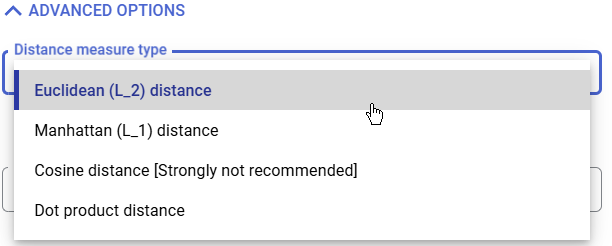 ADVANCED OPTIONS
Distance measure type
Euclidean (L_2) distance
Manhattan (L_1) distance
Cosine distance [Strongly not recommended]
Dot product distance